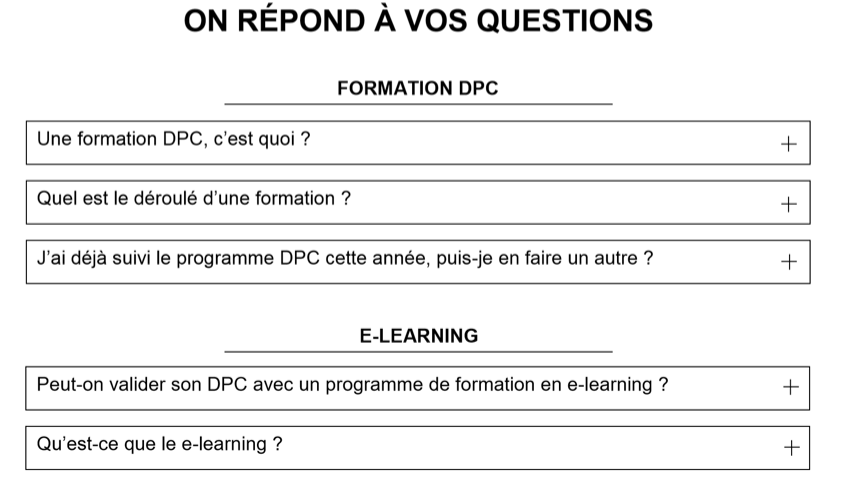 ON RÉPOND À VOS QUESTIONS
FORMATION DPC
Une formation DPC, c’est quoi ?
Quel est le déroulé d’une formation ?
J’ai déjà suivi le programme DPC cette année, puis-je en faire un autre ?
E-LEARNING
Peut-on valider son DPC avec un programme de formation en e-learning ?
Qu’est-ce que le e-learning ?